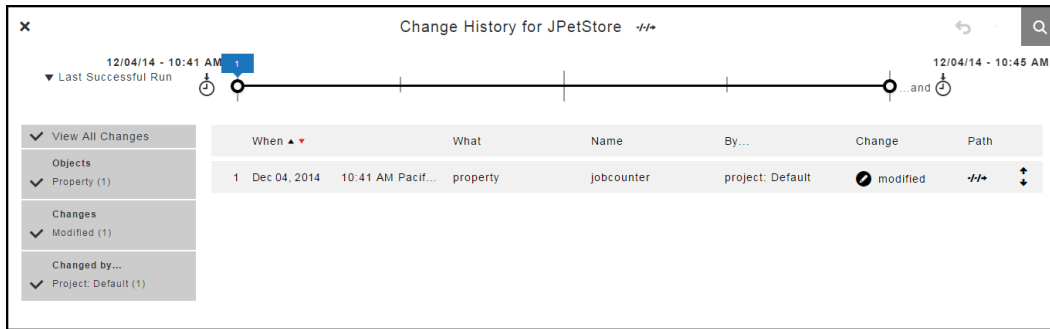 Change History for JPetStore
12/04/14 - 10:41 AM
1
12/04/14 - 10:45 AM
▼ Last Successful Run
...and
View All Changes
When ▲ ▼ What Name By... Change Path
Objects
Property (1)
1 Dec 04, 2014 10:41 AM Pacif... property jobcounter project: Default modified
Changes
Modified (1)
Changed by...
Project: Default (1)